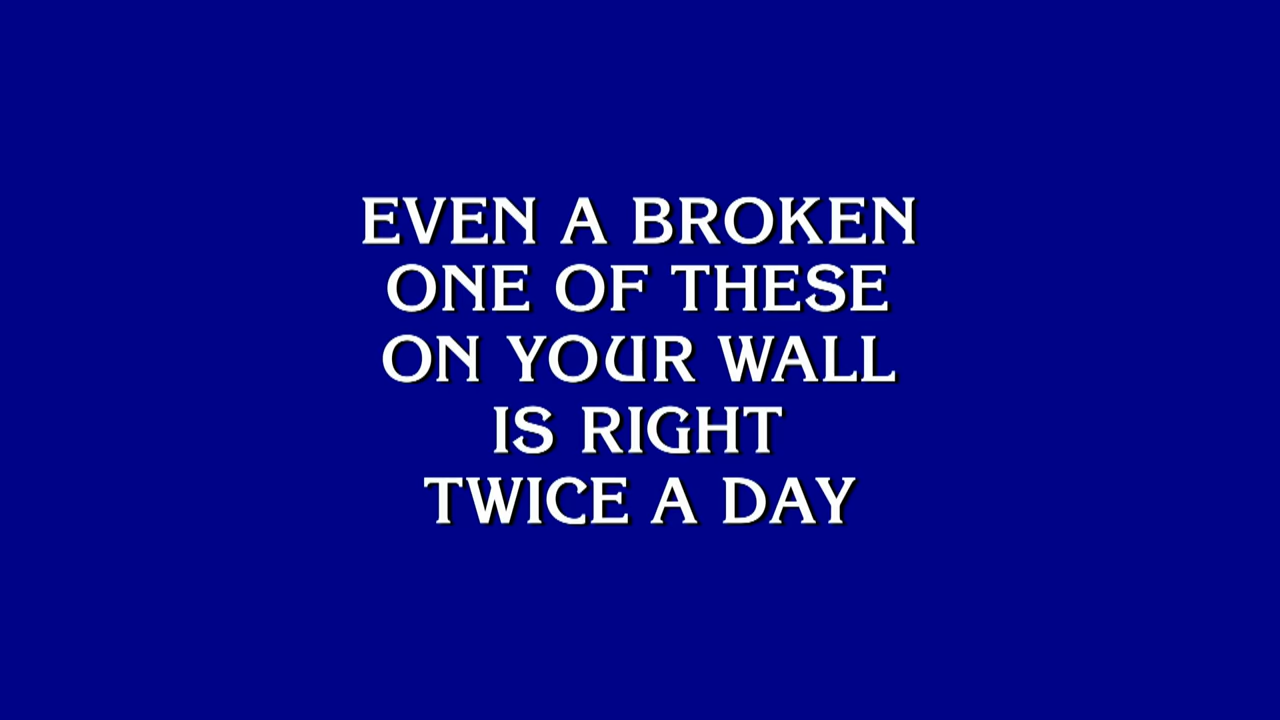 EVEN A BROKEN
ONE OF THESE
ON YOUR WALL
IS RIGHT
TWICE A DAY